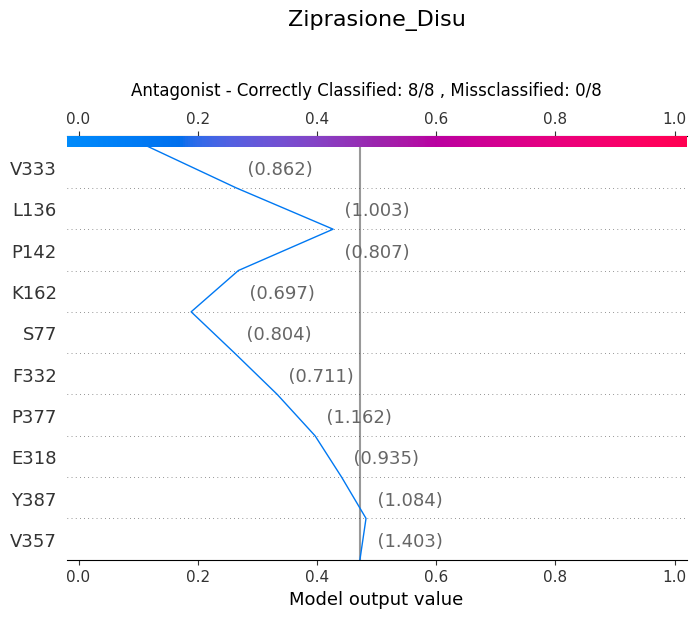 Ziprasione_Disu
Antagonist - Correctly Classified: 8/8 , Missclassified: 0/8
0.0 0.2 0.4 0.6 0.8 1.0
V333 (0.862)
L136 (1.003)
P142 (0.807)
K162 (0.697)
S77 (0.804)
F332 (0.711)
P377 (1.162)
E318 (0.935)
Y387 (1.084)
V357 (1.403)
0.0 0.2 0.4 0.6 0.8 1.0
Model output value